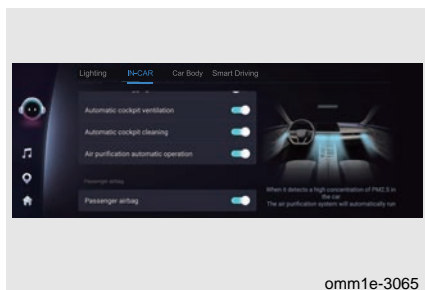 Lighting IN-CAR Car Body Smart Driving
Automatic cockpit ventilation
Automatic cockpit cleaning
Air purification automatic operation
Passenger airbag
Passenger airbag
When it detects a high concentration of PM2.5 in
the car
The air purification system will automatically run
omm1e-3065